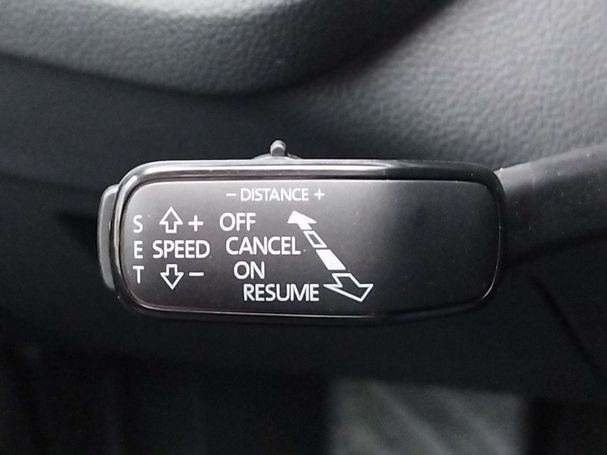 - DISTANCE +
S + OFF
E SPEED CANCEL
T - ON
RESUME